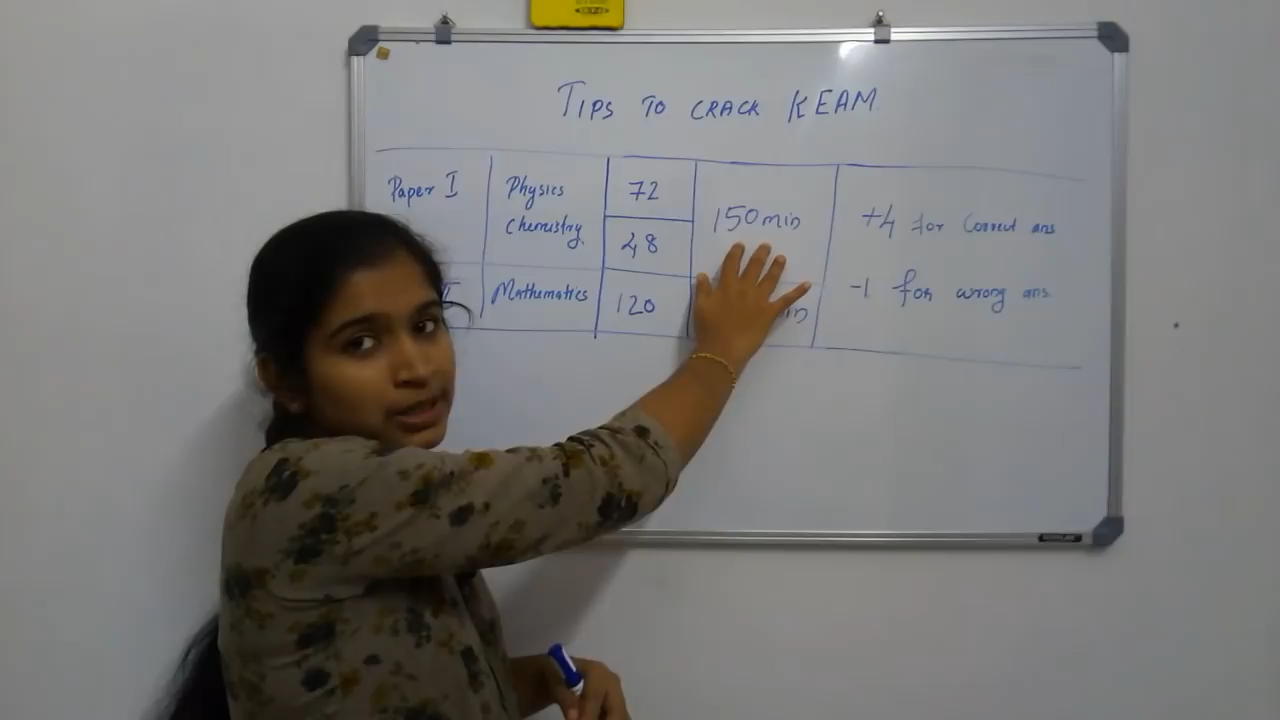 TIPS TO CRACK KEAM
Paper I
Physics
Chemistry
72
48
150min
+4 for Correct ans
-1 for wrong ans.
I
Mathematics
120
in